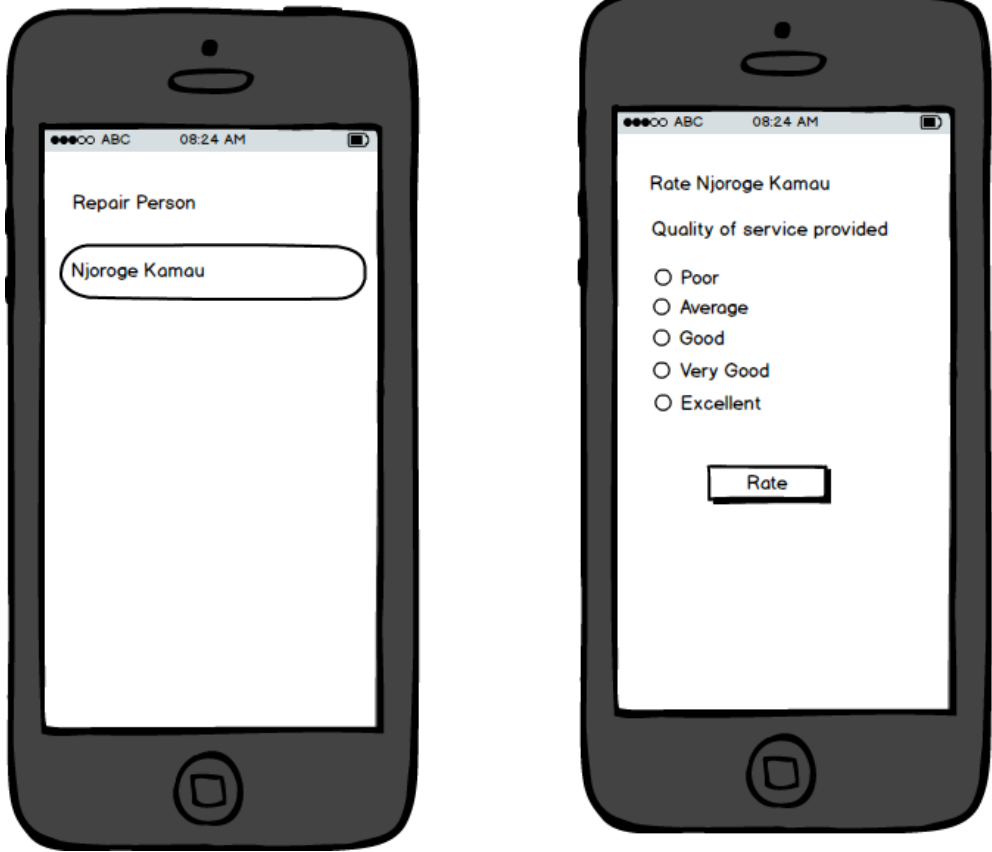 ABC 08:24 AM
Repair Person
Njoroge Kamau
ABC 08:24 AM
Rate Njoroge Kamau
Quality of service provided
Poor
Average
Good
Very Good
Excellent
Rate